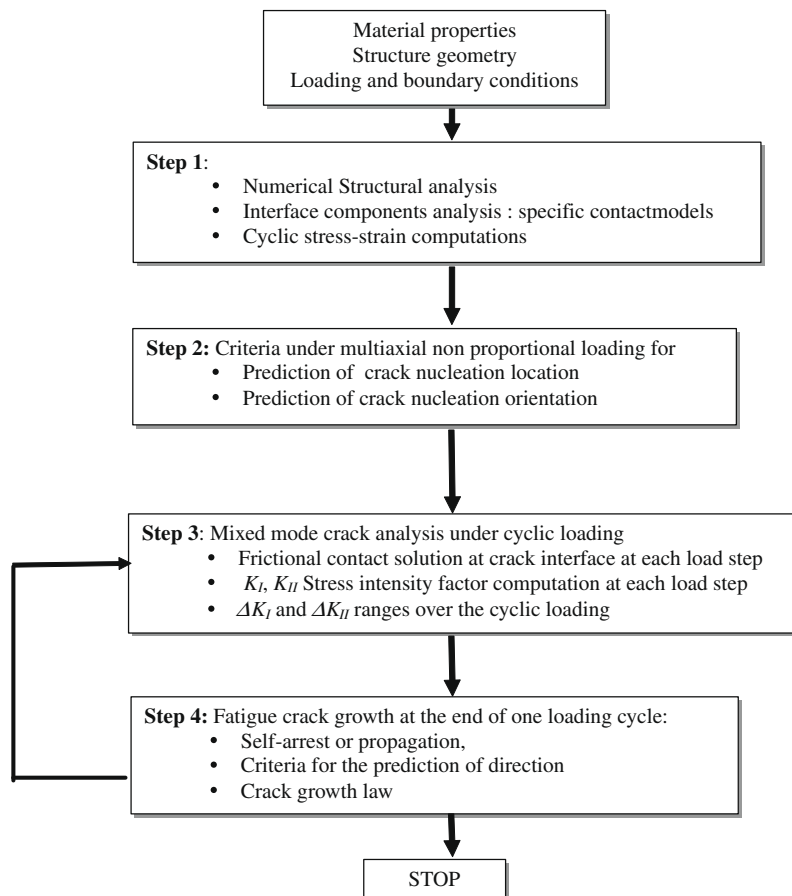 Material properties
Structure geometry
Loading and boundary conditions
Step 1:
• Numerical Structural analysis
• Interface components analysis : specific contactmodels
• Cyclic stress-strain computations
Step 2: Criteria under multiaxial non proportional loading for
• Prediction of crack nucleation location
• Prediction of crack nucleation orientation
Step 3: Mixed mode crack analysis under cyclic loading
• Frictional contact solution at crack interface at each load step
• K_I, K_II Stress intensity factor computation at each load step
• ΔK_I and ΔK_II ranges over the cyclic loading
Step 4: Fatigue crack growth at the end of one loading cycle:
• Self-arrest or propagation,
• Criteria for the prediction of direction
• Crack growth law
STOP